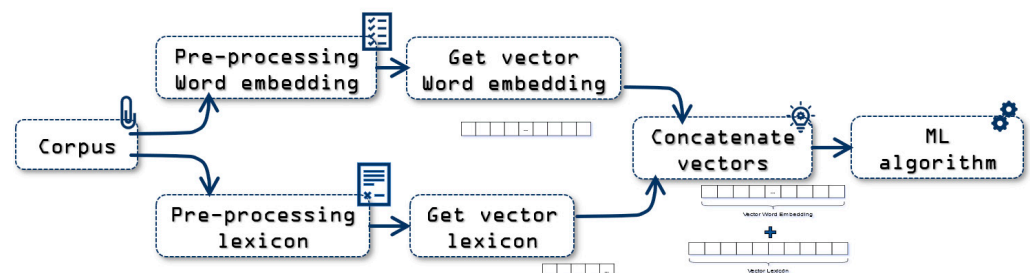 Pre-processing
Word embedding
Get vector
Word embedding
...
Corpus
Concatenate
vectors
ML
algorithm
Pre-processing
lexicon
Get vector
lexicon
...
Vector Word Embedding
+
Vector Lexicón
...